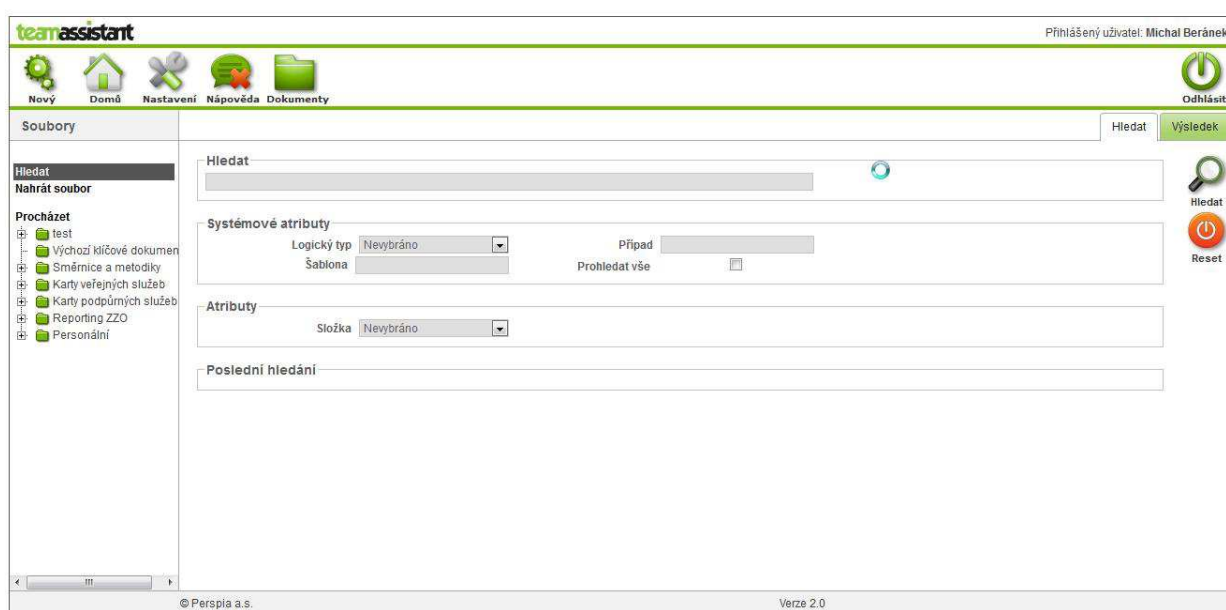 teamassistant
Přihlášený uživatel: Michal Beránek
Nový Domů Nastavení Nápověda Dokumenty Odhlásit
Soubory
Hledat Výsledek
Hledat
Nahrát soubor
Procházet
test
Výchozí klíčové dokumen
Směrnice a metodiky
Karty veřejných služeb
Karty podpůrných služeb
Reporting ZZO
Personální
Hledat
Systémové atributy
Logický typ Nevybráno Případ
Šablona Prohledat vše
Atributy
Složka Nevybráno
Poslední hledání
Hledat
Reset
© Perspia a.s. Verze 2.0